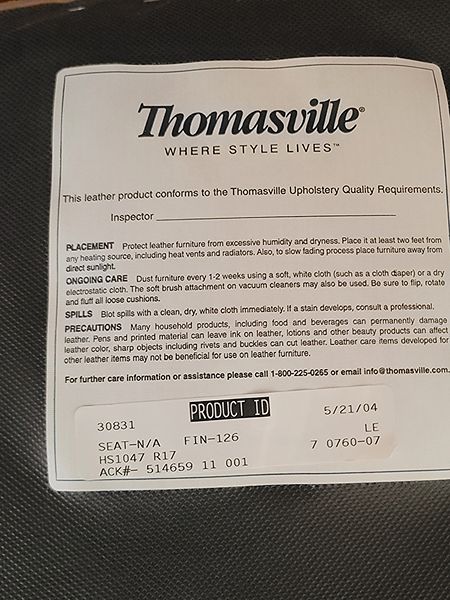 Thomasville®
WHERE STYLE LIVES™
This leather product conforms to the Thomasville Upholstery Quality Requirements.
Inspector
PLACEMENT Protect leather furniture from excessive humidity and dryness. Place it at least two feet from
any heating source, including heat vents and radiators. Also, to slow fading process place furniture away from
direct sunlight.
ONGOING CARE Dust furniture every 1-2 weeks using a soft, white cloth (such as a cloth diaper) or a dry
electrostatic cloth. The soft brush attachment on vacuum cleaners may also be used. Be sure to flip, rotate
and fluff all loose cushions.
SPILLS Blot spills with a clean, dry, white cloth immediately. If a stain develops, consult a professional.
PRECAUTIONS Many household products, including food and beverages can permanently damage
leather. Pens and printed material can leave ink on leather, lotions and other beauty products can affect
leather color, sharp objects including rivets and buckles can cut leather. Leather care items developed for
other leather items may not be beneficial for use on leather furniture.
For further care information or assistance please call 1-800-225-0265 or email info@thomasville.com.
30831 PRODUCT ID 5/21/04
SEAT-N/A FIN-126 LE
HS1047 R17 7 0760-07
ACK#- 514659 11 001